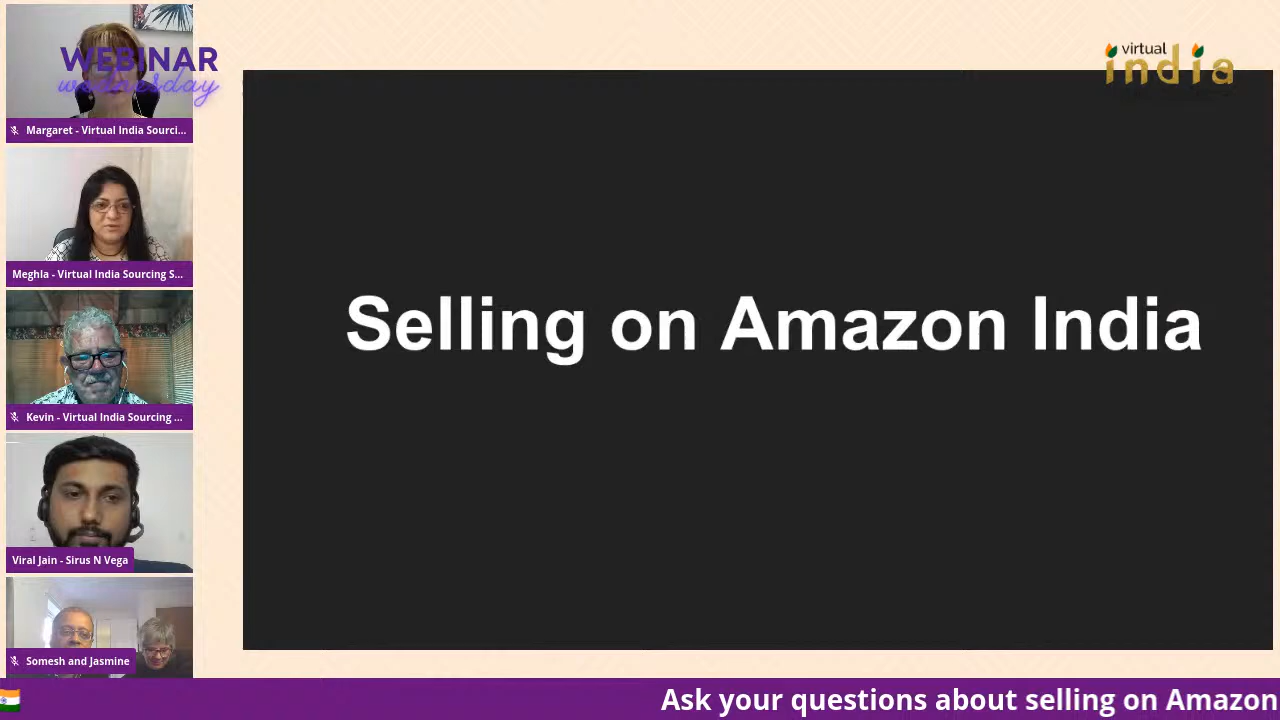 WEBINAR
wednesday
Margaret - Virtual India Sourci...
Meghla - Virtual India Sourcing S...
Kevin - Virtual India Sourcing ...
Viral Jain - Sirus N Vega
Somesh and Jasmine
virtual
india
Selling on Amazon India
Ask your questions about selling on Amazon